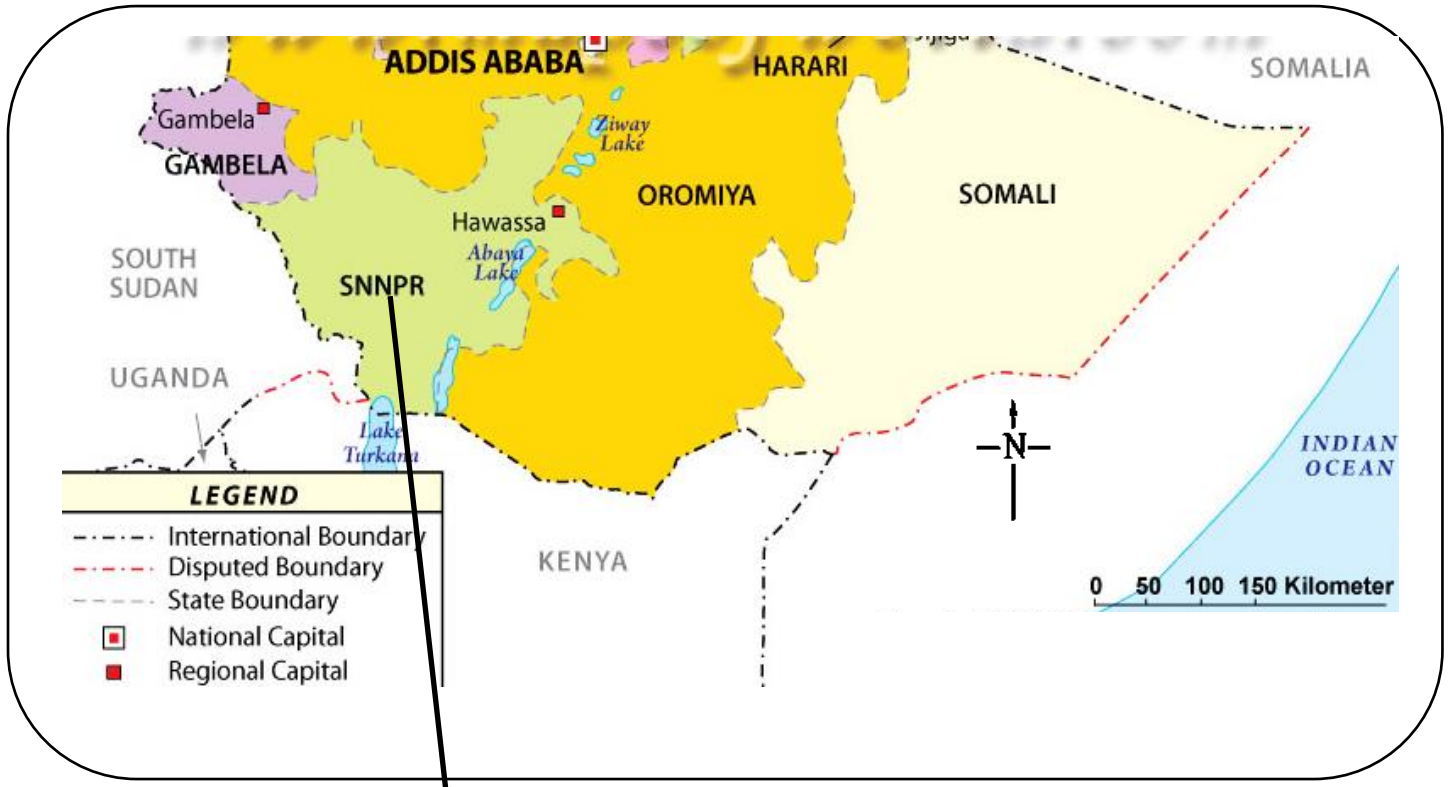 ADDIS ABABA
HARARI
SOMALIA
Gambela
GAMBELA
Ziway
Lake
OROMIYA
SOMALI
Hawassa
Abaya
Lake
SOUTH
SUDAN
SNNPR
UGANDA
Lake
Turkana
INDIAN
OCEAN
N
KENYA
0 50 100 150 Kilometer
LEGEND
International Boundary
Disputed Boundary
State Boundary
National Capital
Regional Capital